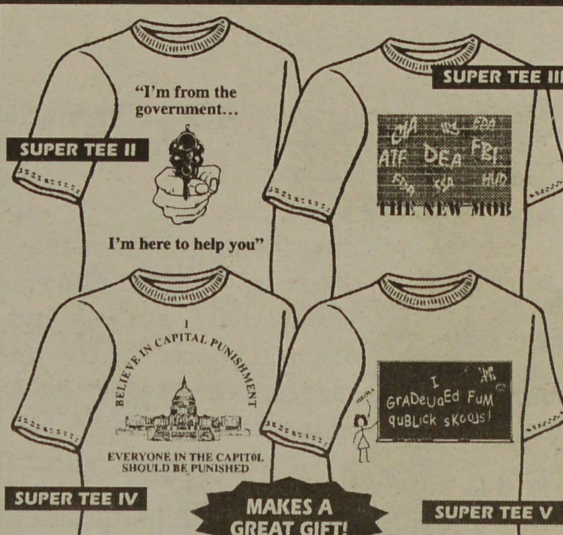 “I’m from the
government...
SUPER TEE II
I’m here to help you”
SUPER TEE III
CIA IRS FDA
ATF DEA FBI
FDA SSA HUD
THE NEW MOB
I
BELIEVE IN CAPITAL PUNISHMENT
EVERYONE IN THE CAPITOL
SHOULD BE PUNISHED
SUPER TEE IV
I
GrADeUaEd FuM
quBLicK sKOOls!
SUPER TEE V
MAKES A
GREAT GIFT!